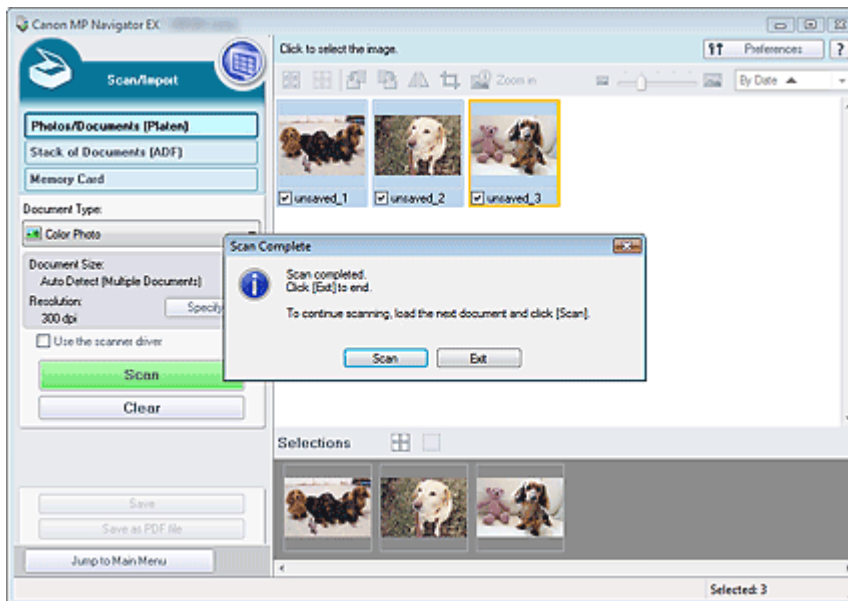 Canon MP Navigator EX
Scan/Import
Photos/Documents (Platen)
Stack of Documents (ADF)
Memory Card
Document Type:
Color Photo
Document Size:
Auto Detect (Multiple Documents)
Resolution:
300 dpi
Specify
Use the scanner driver
Scan
Clear
Save
Save as PDF file
Jump to Main Menu
Click to select the image.
Preferences
?
Zoom in
By Date
unsaved_1
unsaved_2
unsaved_3
Scan Complete
Scan completed.
Click [Exit] to end.
To continue scanning, load the next document and click [Scan].
Scan
Exit
Selections
Selected: 3